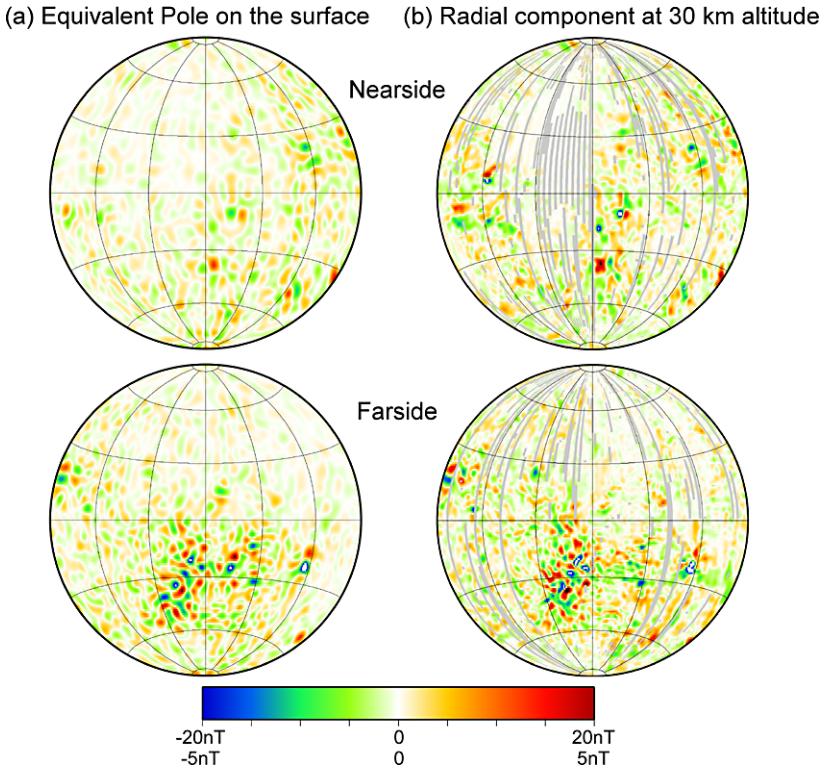 (a) Equivalent Pole on the surface
(b) Radial component at 30 km altitude
Nearside
Farside
-20nT 0 20nT
-5nT 0 5nT